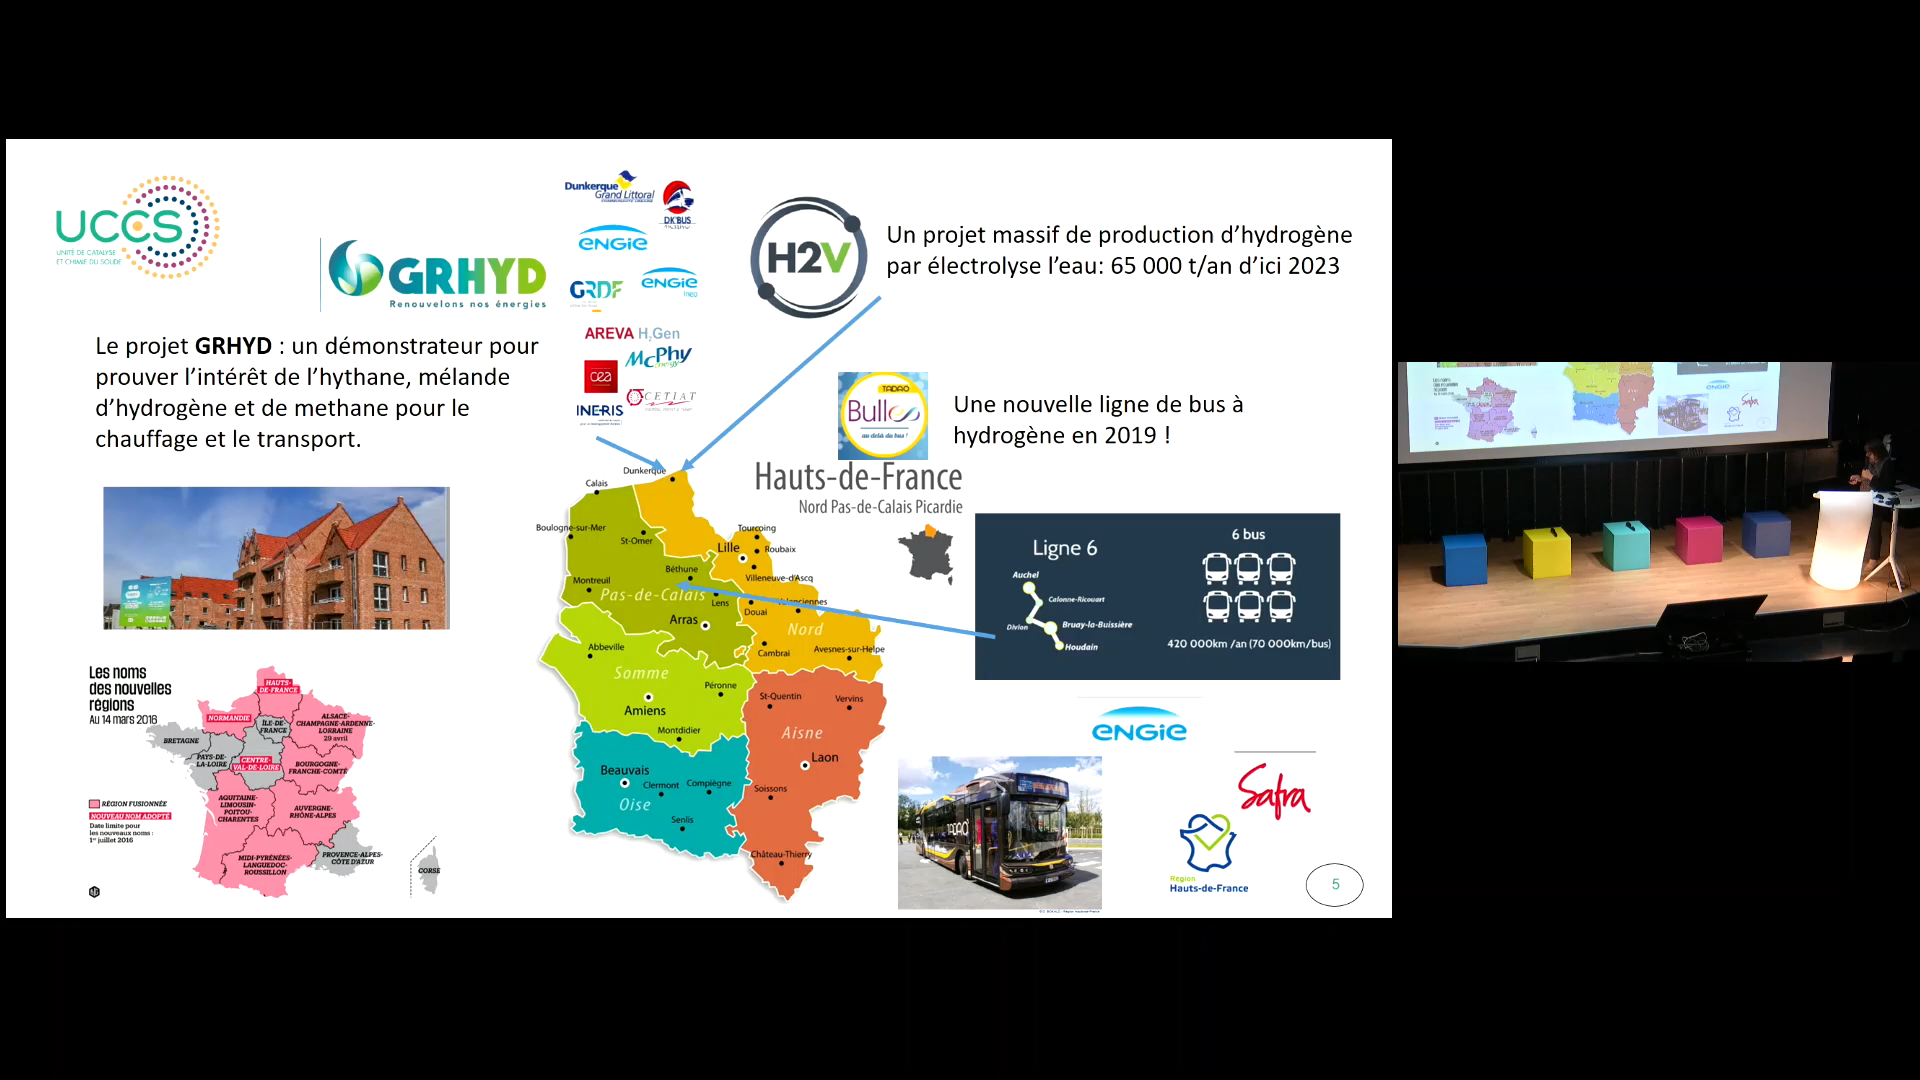 UCCS
UNITÉ DE CATALYSE
ET CHIMIE DU SOLIDE
GRHYD
Renouvelons nos énergies
Dunkerque
Grand Littoral
COMMUNAUTÉ URBAINE
DK'BUS
ENGIE
GRDF
ENGIE
Ineo
AREVA H2Gen
McPhy
cea
CETIAT
INERIS
H2V
Un projet massif de production d’hydrogène
par électrolyse l’eau: 65 000 t/an d’ici 2023
Le projet GRHYD : un démonstrateur pour
prouver l’intérêt de l’hythane, mélande
d’hydrogène et de methane pour le
chauffage et le transport.
TADAO
Bulles
au delà du bus !
Une nouvelle ligne de bus à
hydrogène en 2019 !
Hauts-de-France
Nord Pas-de-Calais Picardie
Dunkerque
Calais
Boulogne-sur-Mer
St-Omer
Tourcoing
Lille
Roubaix
Villeneuve-d'Ascq
Béthune
Montreuil
Pas-de-Calais
Lens
Douai
Valenciennes
Arras
Nord
Cambrai
Avesnes-sur-Helpe
Abbeville
Somme
Péronne
St-Quentin
Vervins
Amiens
Montdidier
Aisne
Laon
Beauvais
Clermont
Compiègne
Soissons
Oise
Senlis
Château-Thierry
Ligne 6
Auchel
Calonne-Ricouart
Divion
Bruay-la-Buissière
Houdain
6 bus
420 000km /an (70 000km/bus)
Les noms
des nouvelles
régions
Au 14 mars 2016
HAUTS-
DE-FRANCE
NORMANDIE
ÎLE-DE-
FRANCE
ALSACE-
CHAMPAGNE-ARDENNE-
LORRAINE
29 avril
BRETAGNE
PAYS-DE-
LA-LOIRE
CENTRE-
VAL-DE-LOIRE
BOURGOGNE-
FRANCHE-COMTÉ
AQUITAINE-
LIMOUSIN-
POITOU-
CHARENTES
AUVERGNE-
RHÔNE-ALPES
MIDI-PYRÉNÉES-
LANGUEDOC-
ROUSSILLON
PROVENCE-ALPES-
CÔTE D'AZUR
CORSE
RÉGION FUSIONNÉE
NOUVEAU NOM ADOPTÉ
Date limite pour
les nouveaux noms :
1er juillet 2016
ENGIE
Safra
TADAO
Région
Hauts-de-France
5